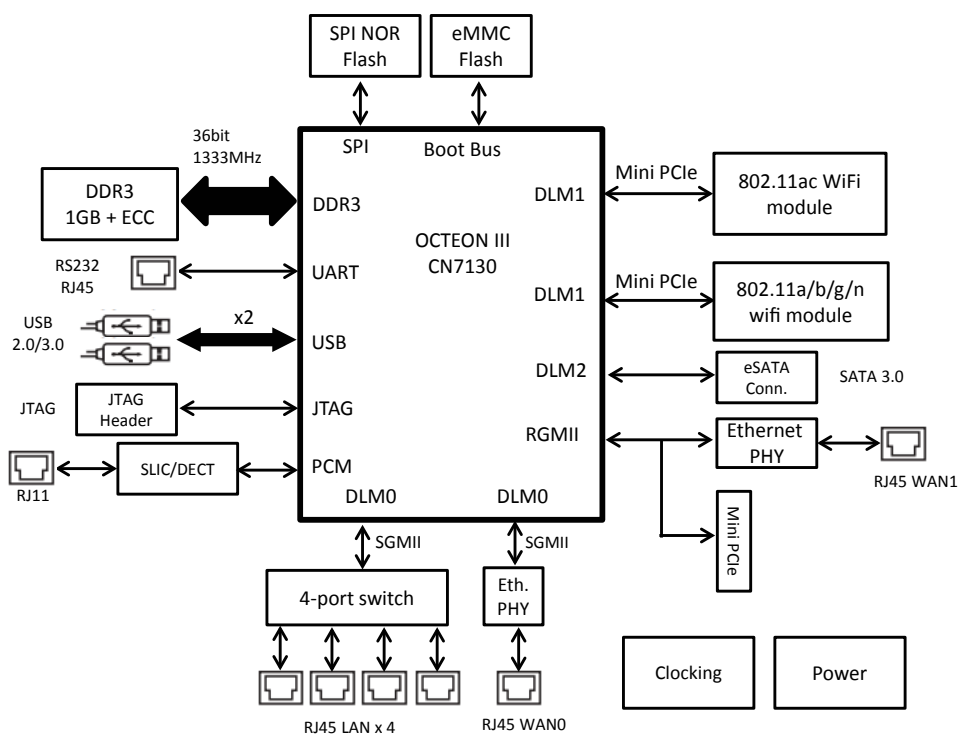 SPI NOR
Flash
eMMC
Flash
36bit
1333MHz
SPI
Boot Bus
DDR3
1GB + ECC
DDR3
OCTEON III
CN7130
DLM1
Mini PCIe
802.11ac WiFi
module
RS232
RJ45
UART
DLM1
Mini PCIe
802.11a/b/g/n
wifi module
USB
2.0/3.0
x2
USB
DLM2
eSATA
Conn.
SATA 3.0
JTAG
JTAG
Header
JTAG
RGMII
Ethernet
PHY
RJ45 WAN1
RJ11
SLIC/DECT
PCM
DLM0
DLM0
Mini PCIe
SGMII
SGMII
4-port switch
Eth.
PHY
RJ45 LAN x 4
RJ45 WAN0
Clocking
Power